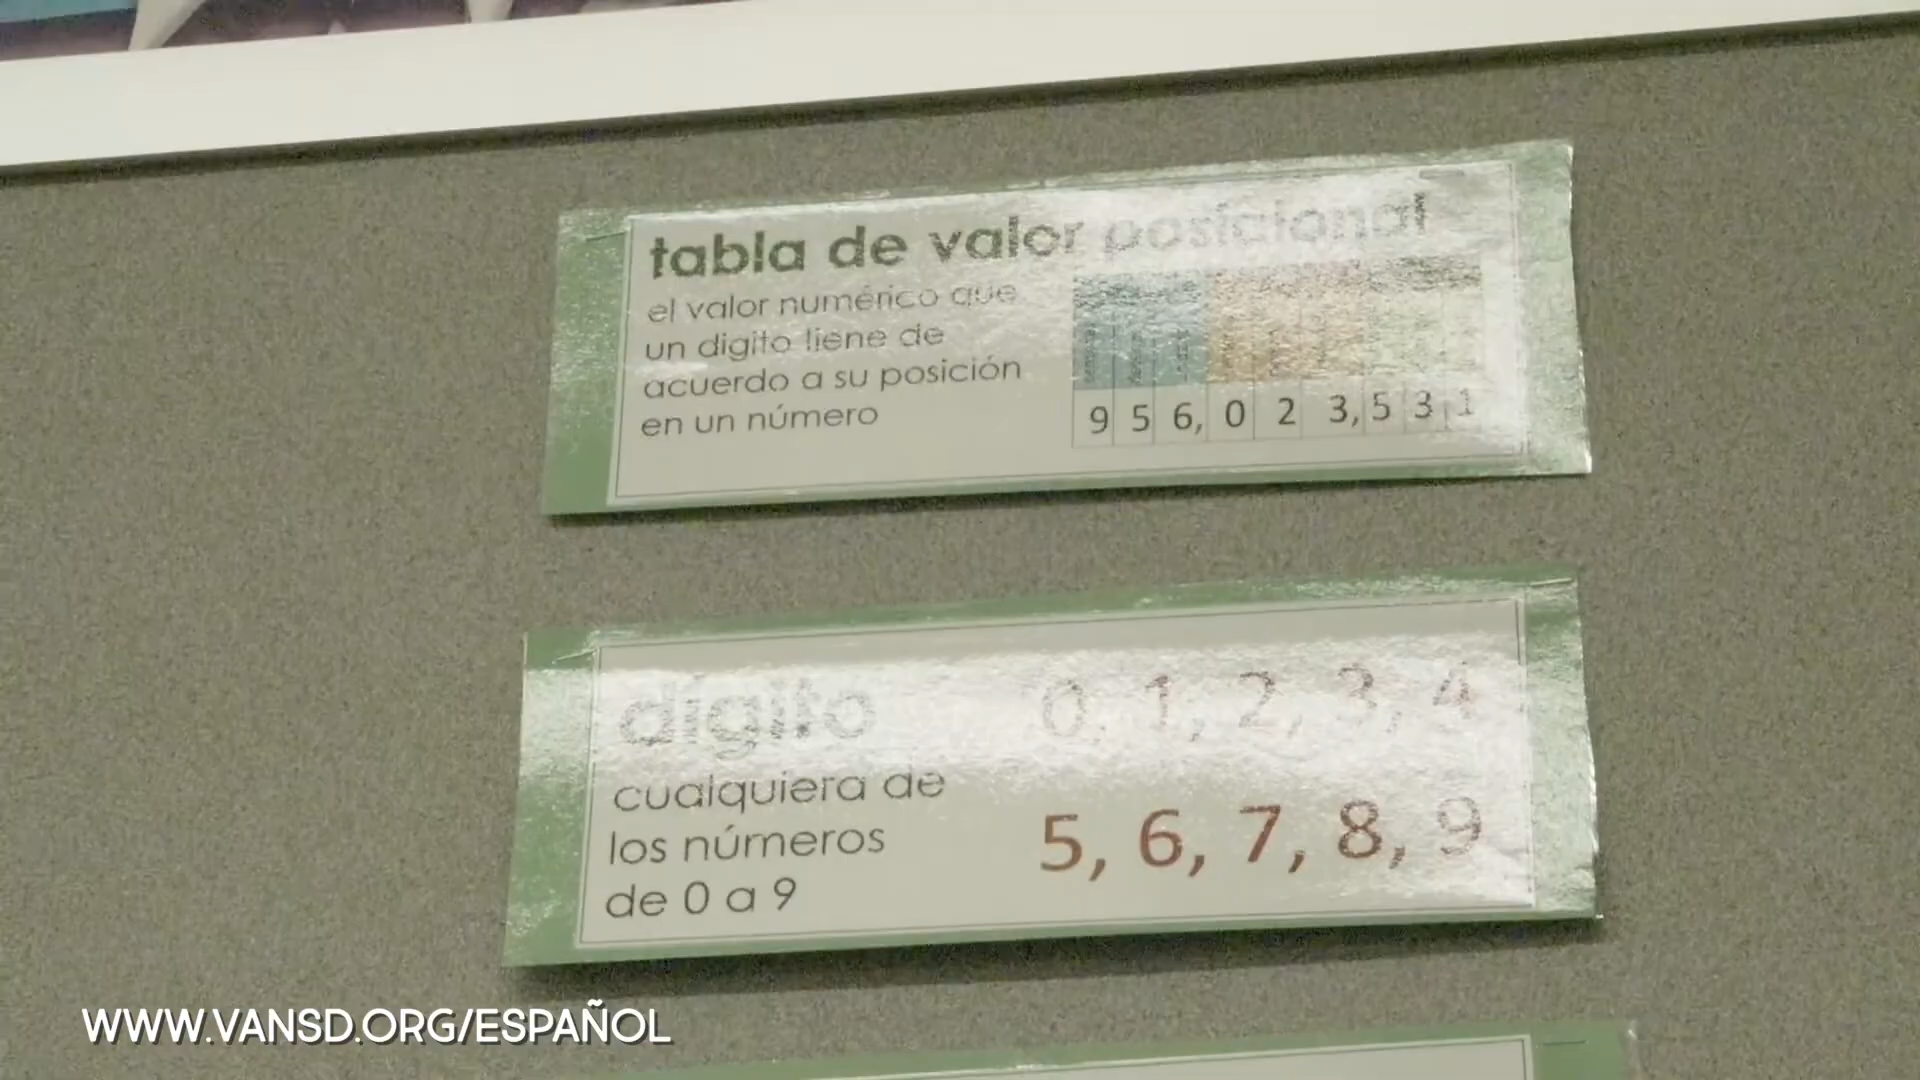 tabla de valor posicional
el valor numérico que
un digito tiene de
acuerdo a su posición
en un número
9 5 6, 0 2 3, 5 3 1
dígito
cualquiera de
los números
de 0 a 9
0, 1, 2, 3, 4
5, 6, 7, 8, 9
WWW.VANSD.ORG/ESPAÑOL